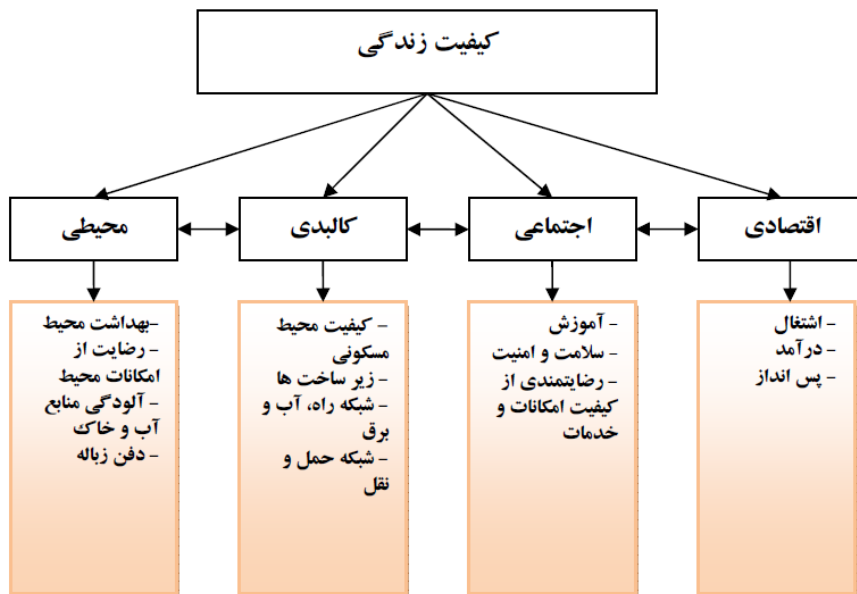 کیفیت زندگی
اقتصادی
اجتماعی
کالبدی
محیطی
- اشتغال
- درآمد
- پس انداز
- آموزش
- سلامت و امنیت
- رضایتمندی از
کیفیت امکانات و
خدمات
- کیفیت محیط
مسکونی
- زیر ساخت ها
- شبکه راه، آب و
برق
- شبکه حمل و
نقل
-بهداشت محیط
- رضایت از
امکانات محیط
- آلودگی منابع
آب و خاک
- دفن زباله